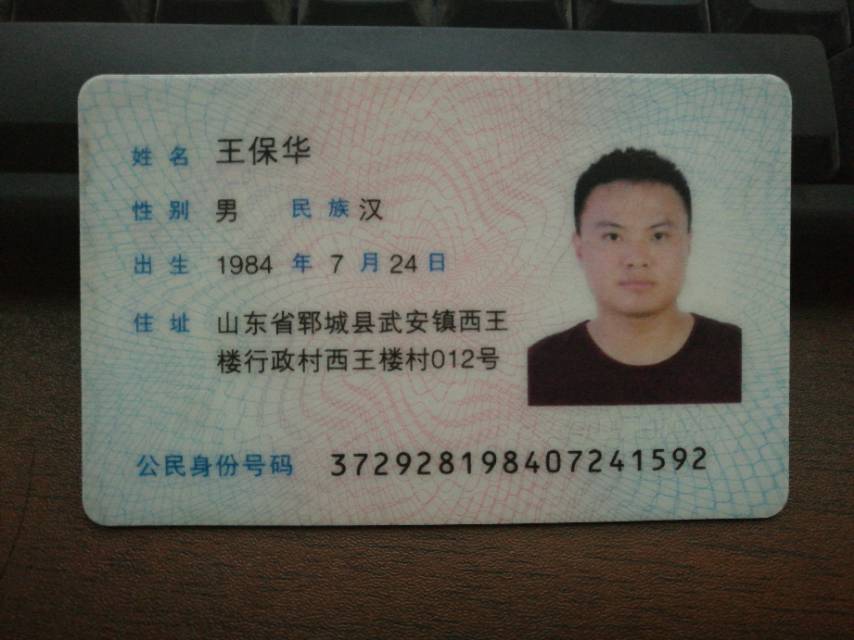 姓名 王保华
性别 男 民族 汉
出生 1984 年 7 月 24 日
住址 山东省郓城县武安镇西王
楼行政村西王楼村012号
公民身份号码 372928198407241592